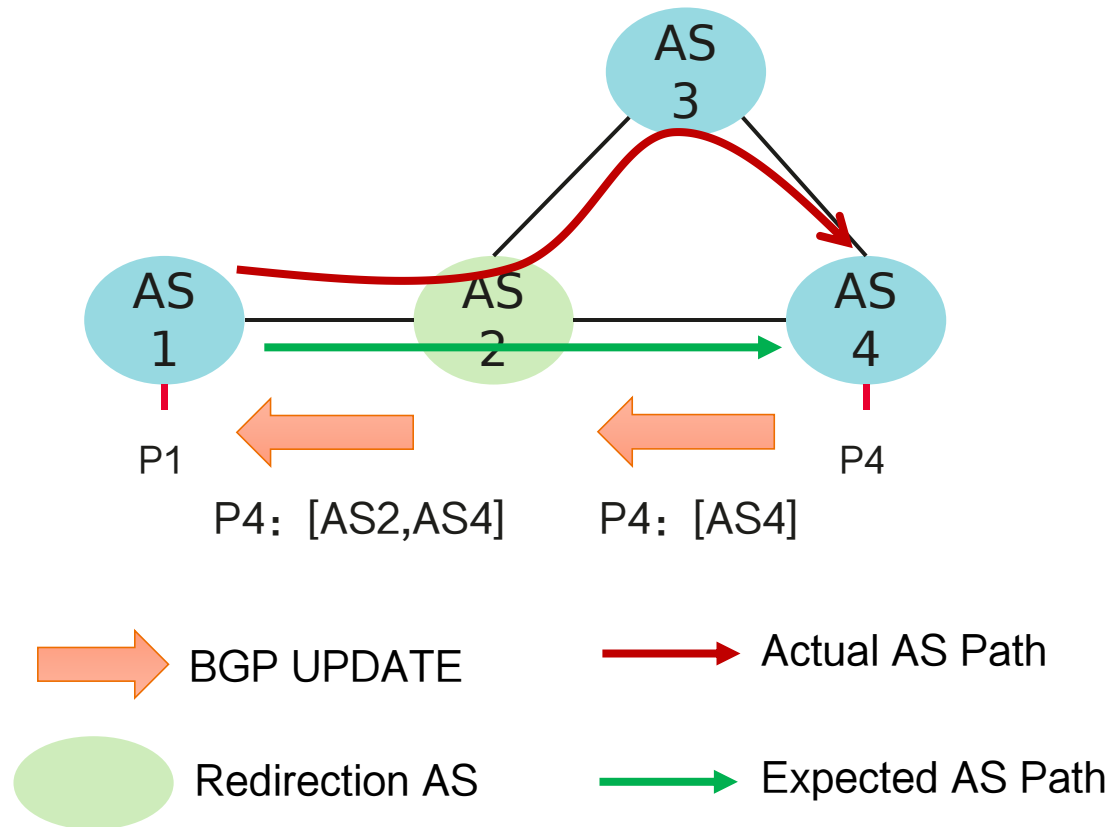 AS
3
AS
1
AS
2
AS
4
P1
P4
P4：[AS2,AS4]
P4：[AS4]
BGP UPDATE
Actual AS Path
Redirection AS
Expected AS Path